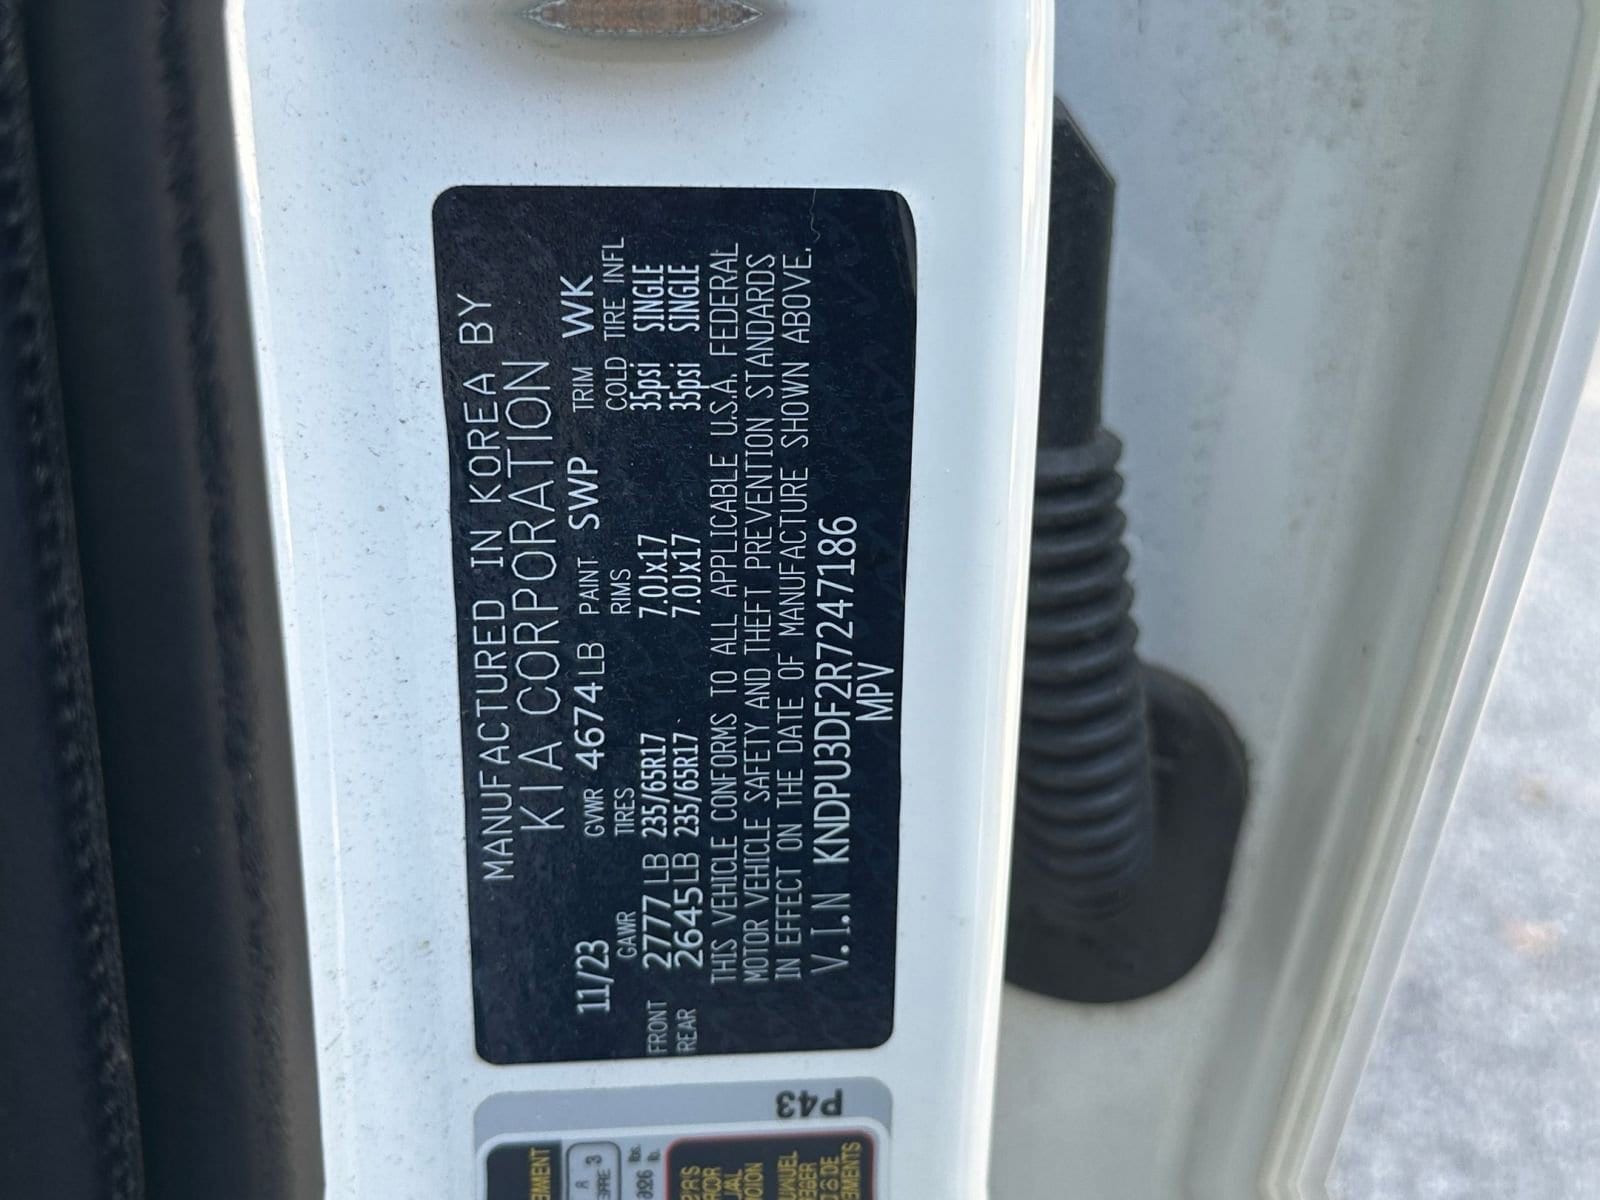 MANUFACTURED IN KOREA BY
KIA CORPORATION
11/23 GVWR 4674LB PAINT SWP TRIM WK
GAWR TIRES RIMS COLD TIRE INFL
FRONT 2777LB 235/65R17 7.0Jx17 35psi SINGLE
REAR 2645LB 235/65R17 7.0Jx17 35psi SINGLE
THIS VEHICLE CONFORMS TO ALL APPLICABLE U.S.A. FEDERAL
MOTOR VEHICLE SAFETY AND THEFT PREVENTION STANDARDS
IN EFFECT ON THE DATE OF MANUFACTURE SHOWN ABOVE.
V.I.N KNDPU3DF2R7247186
MPV
P43